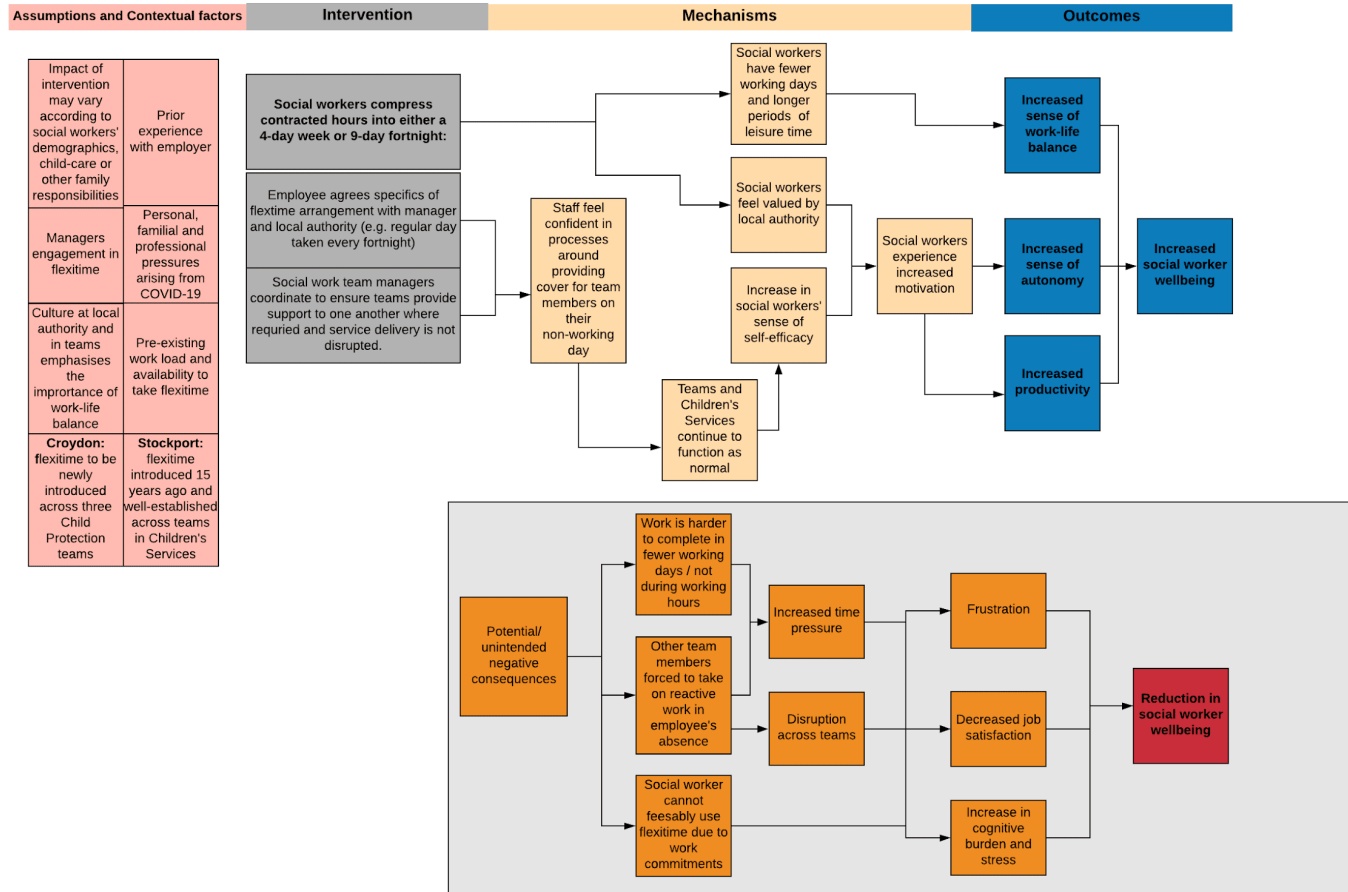 Assumptions and Contextual factors
Intervention
Mechanisms
Outcomes
Impact of
intervention
may vary
according to
social workers'
demographics,
child-care or
other family
responsibilities
Prior
experience
with employer
Managers
engagement in
flexitime
Personal,
familial and
professional
pressures
arising from
COVID-19
Culture at local
authority and
in teams
emphasises
the
importance of
work-life
balance
Pre-existing
work load and
availability to
take flexitime
Croydon:
flexitime to be
newly
introduced
across three
Child
Protection
teams
Stockport:
flexitime
introduced 15
years ago and
well-established
across teams
in Children's
Services
Social workers compress
contracted hours into either a
4-day week or 9-day fortnight:
Employee agrees specifics of
flextime arrangement with manager
and local authority (e.g. regular day
taken every fortnight)
Social work team managers
coordinate to ensure teams provide
support to one another where
requried and service delivery is not
disrupted.
Staff feel
confident in
processes
around
providing
cover for team
members on
their
non-working
day
Social workers
have fewer
working days
and longer
periods of
leisure time
Social workers
feel valued by
local authority
Increase in
social workers'
sense of
self-efficacy
Teams and
Children's
Services
continue to
function as
normal
Social workers
experience
increased
motivation
Increased
sense of
work-life
balance
Increased
sense of
autonomy
Increased
productivity
Increased
social worker
wellbeing
Potential/
unintended
negative
consequences
Work is harder
to complete in
fewer working
days / not
during working
hours
Other team
members
forced to take
on reactive
work in
employee's
absence
Social worker
cannot
feesably use
flexitime due to
work
commitments
Increased time
pressure
Disruption
across teams
Frustration
Decreased job
satisfaction
Increase in
cognitive
burden and
stress
Reduction in
social worker
wellbeing